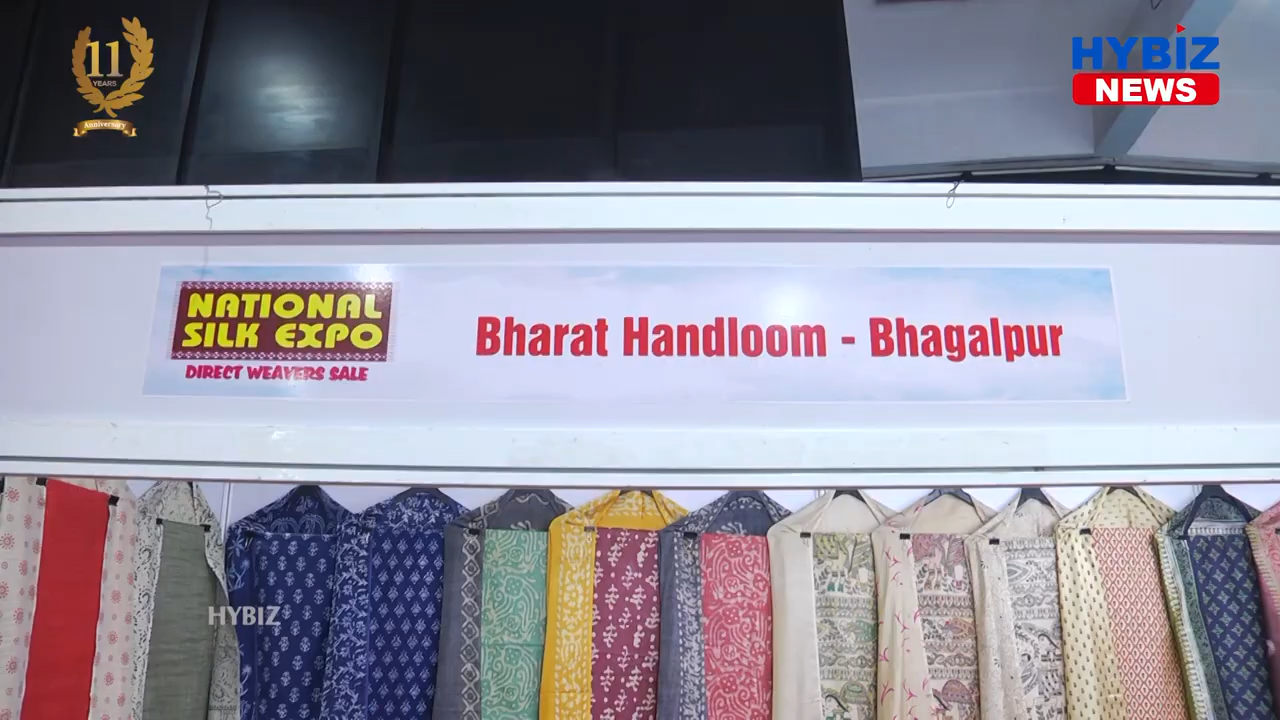 11
YEARS
Anniversary
HYBIZ
NEWS
NATIONAL
SILK EXPO
DIRECT WEAVERS SALE
Bharat Handloom - Bhagalpur
HYBIZ